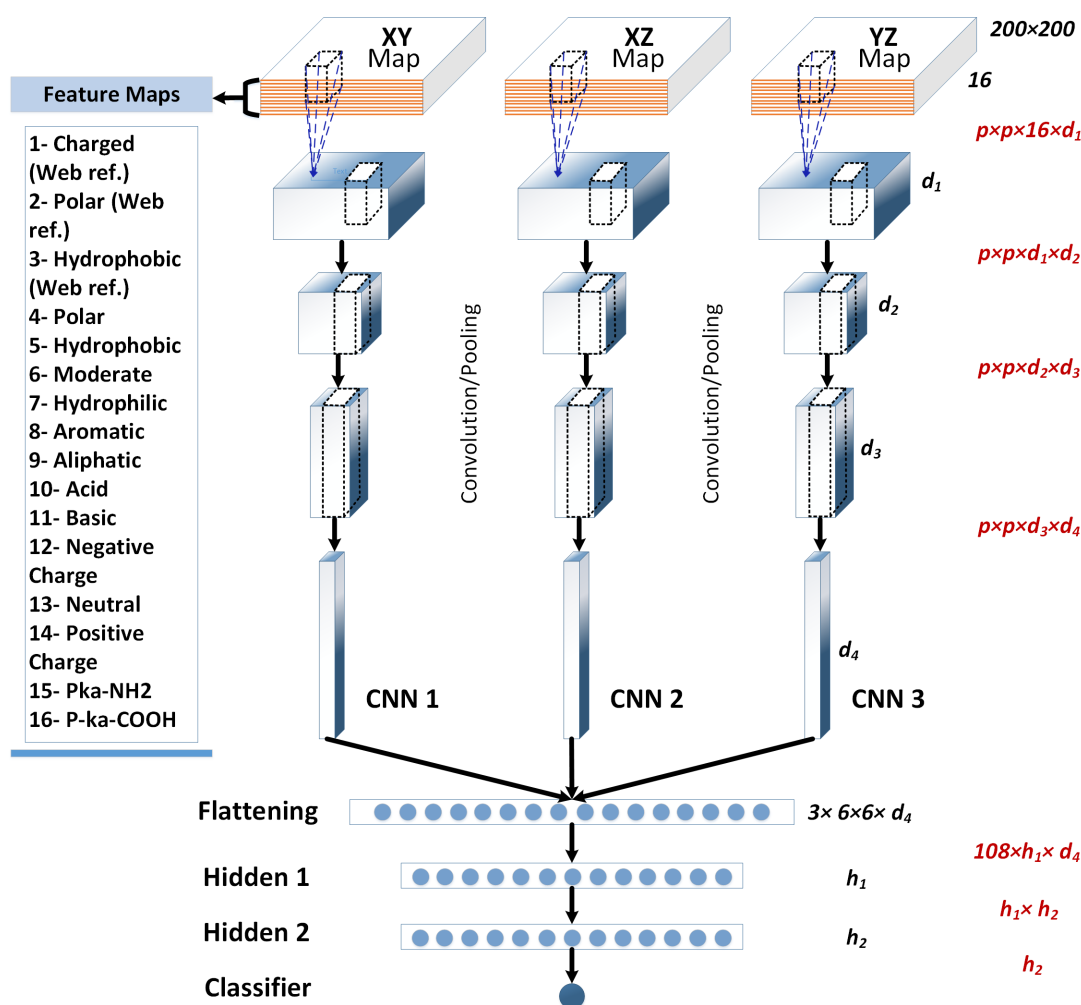 XY
Map
XZ
Map
YZ
Map
200×200
16
Feature Maps
p×p×16×d₁
1- Charged
(Web ref.)
2- Polar (Web
ref.)
3- Hydrophobic
(Web ref.)
4- Polar
5- Hydrophobic
6- Moderate
7- Hydrophilic
8- Aromatic
9- Aliphatic
10- Acid
11- Basic
12- Negative
Charge
13- Neutral
14- Positive
Charge
15- Pka-NH2
16- P-ka-COOH
d₁
p×p×d₁×d₂
d₂
Convolution/Pooling
Convolution/Pooling
p×p×d₂×d₃
d₃
p×p×d₃×d₄
d₄
CNN 1
CNN 2
CNN 3
Flattening
3× 6×6× d₄
108×h₁× d₄
Hidden 1
h₁
h₁× h₂
Hidden 2
h₂
h₂
Classifier